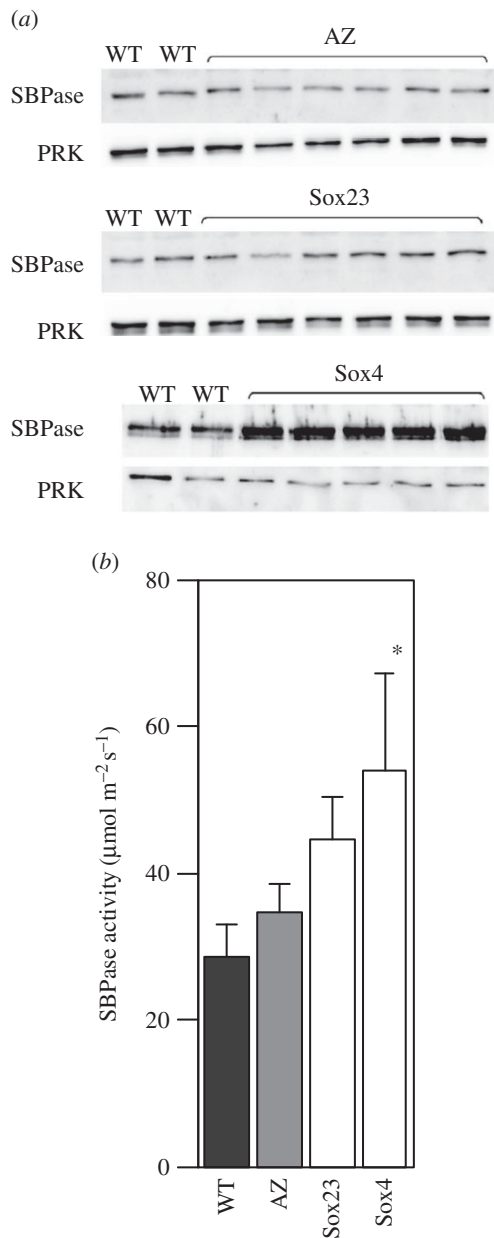 (a)
AZ
WT WT
SBPase
PRK
Sox23
WT WT
SBPase
PRK
Sox4
WT WT
SBPase
PRK
(b)
80
*
60
40
20
0
SBPase activity (μmol m⁻² s⁻¹)
WT
AZ
Sox23
Sox4